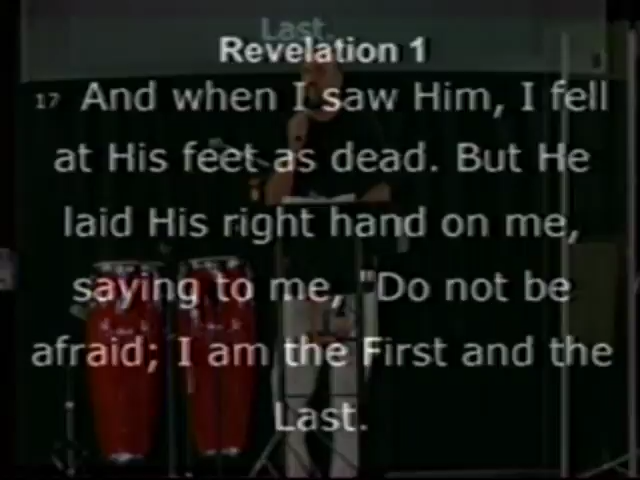 Last.
Revelation 1
17 And when I saw Him, I fell
at His feet as dead. But He
laid His right hand on me,
saying to me, "Do not be
afraid; I am the First and the
Last.